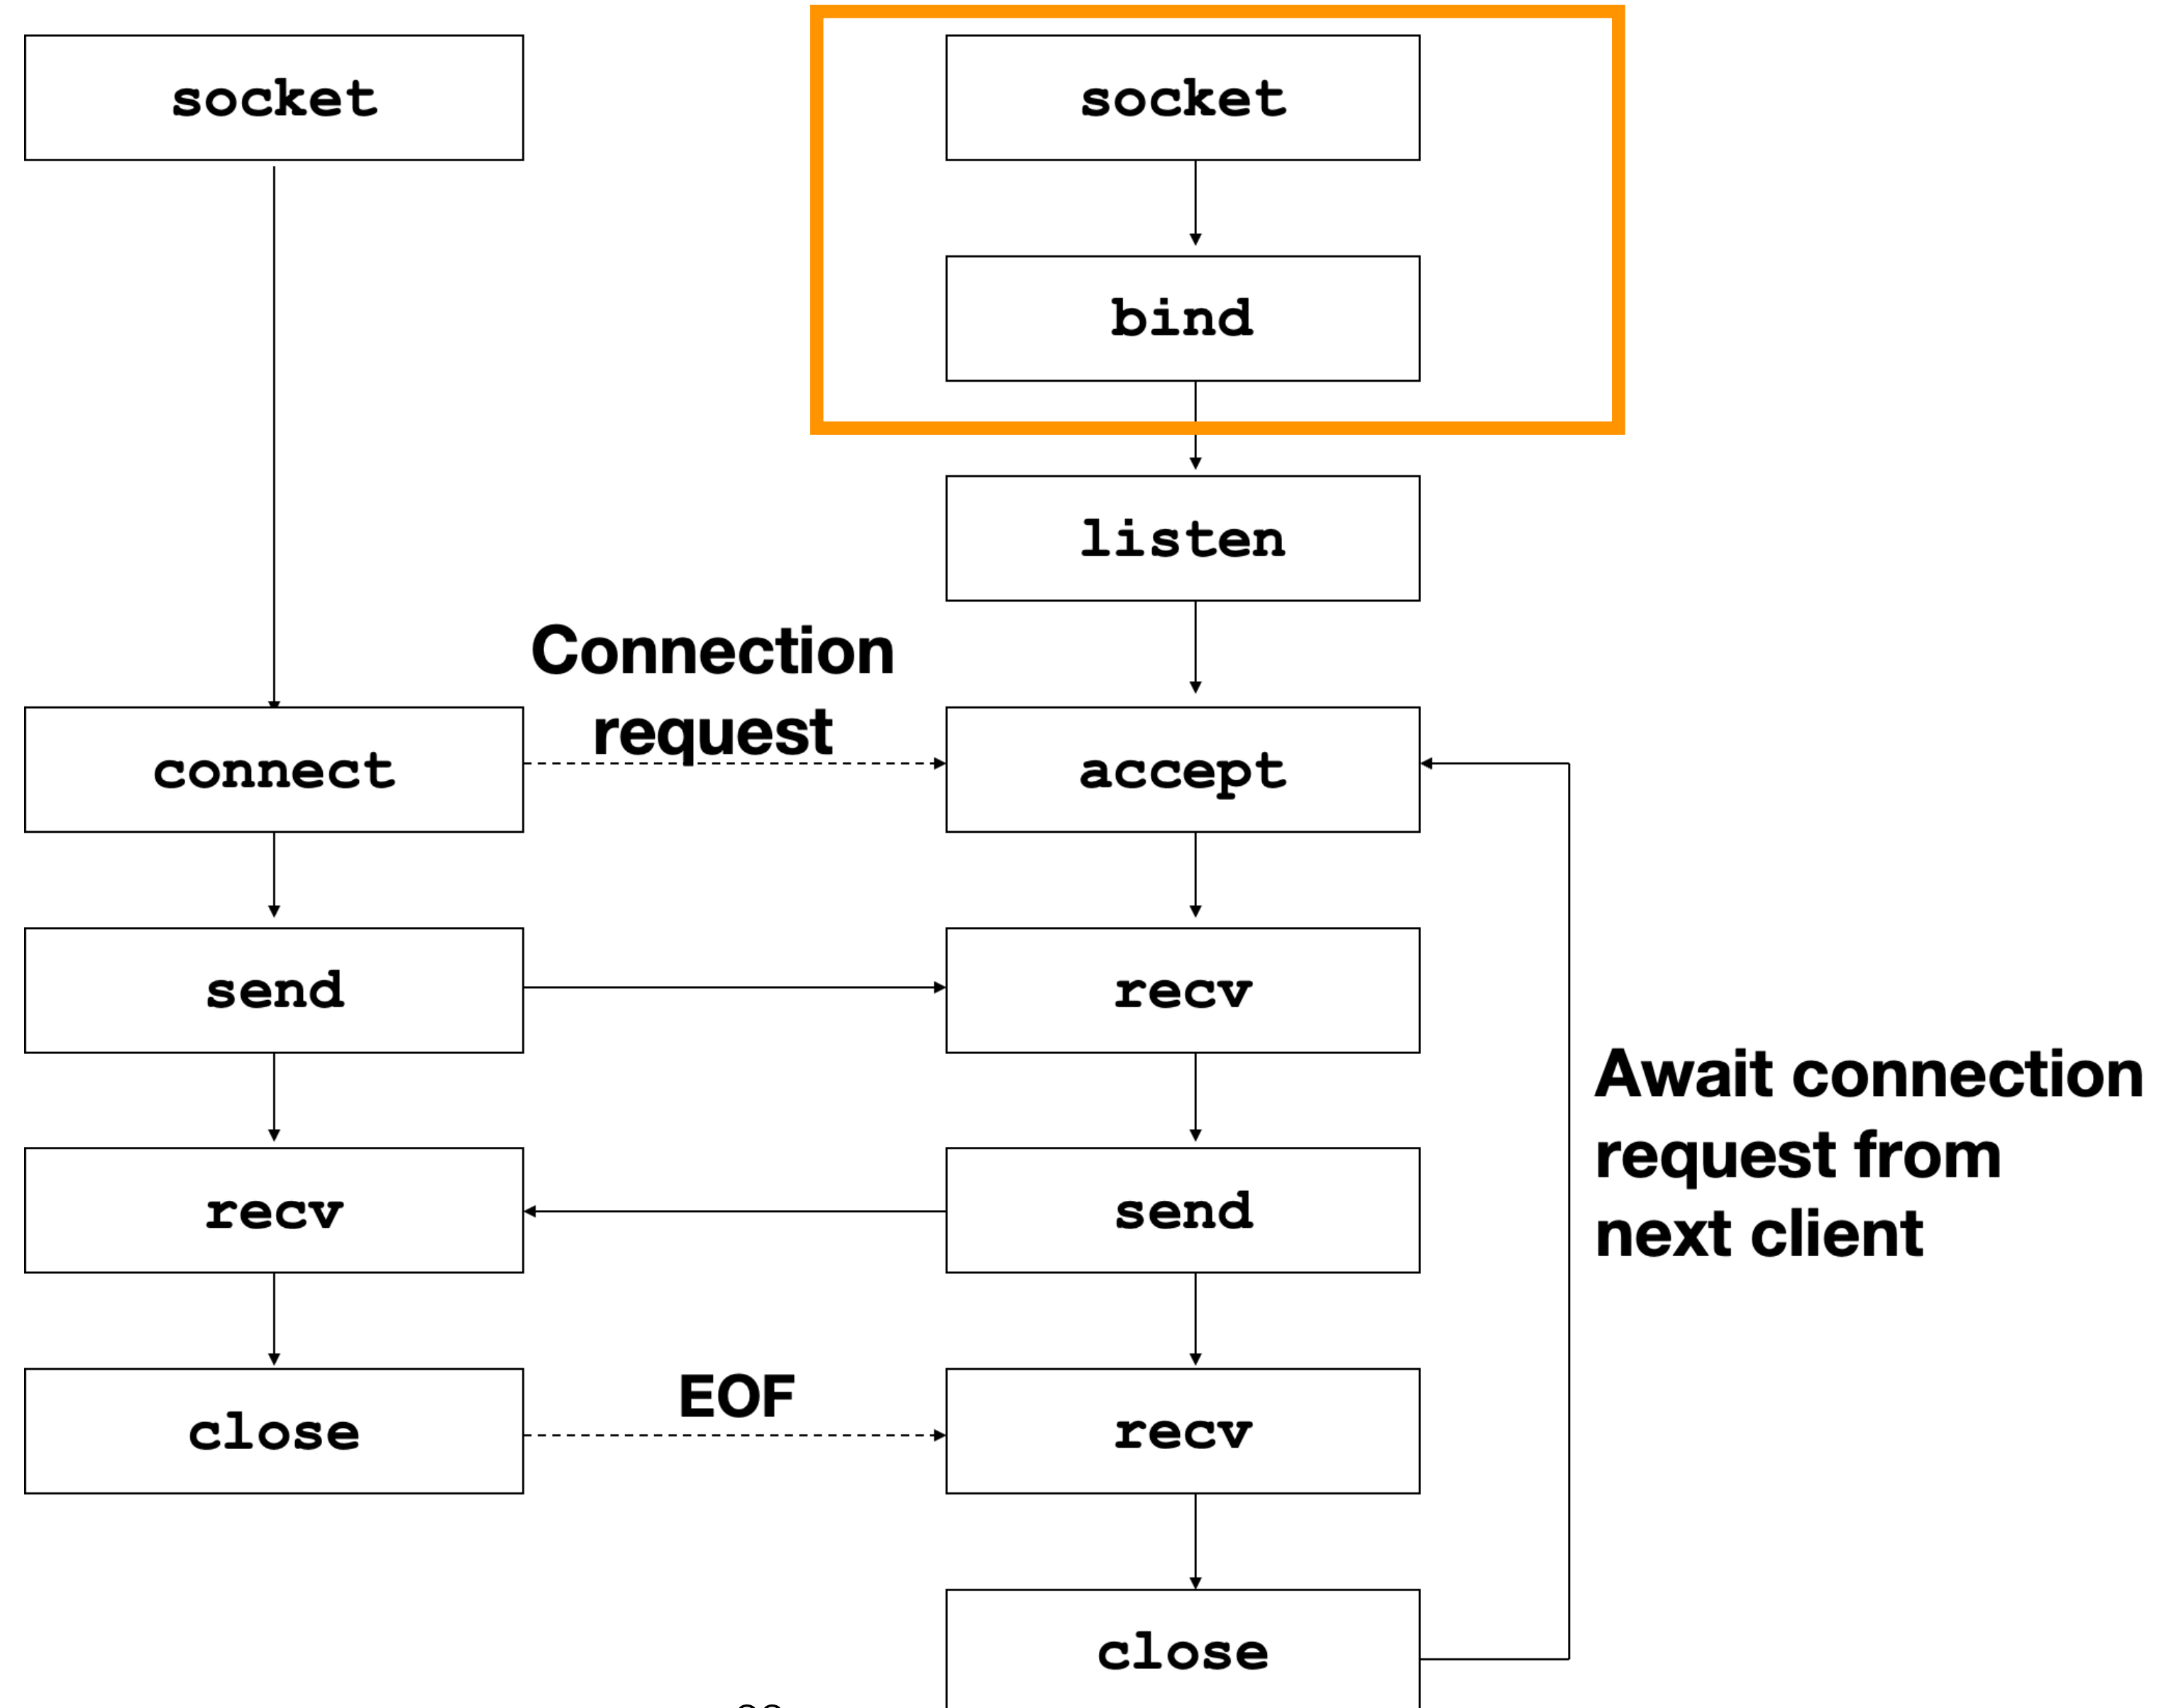 socket
socket
bind
listen
Connection
request
connect
accept
send
recv
Await connection
request from
next client
recv
send
EOF
close
recv
close